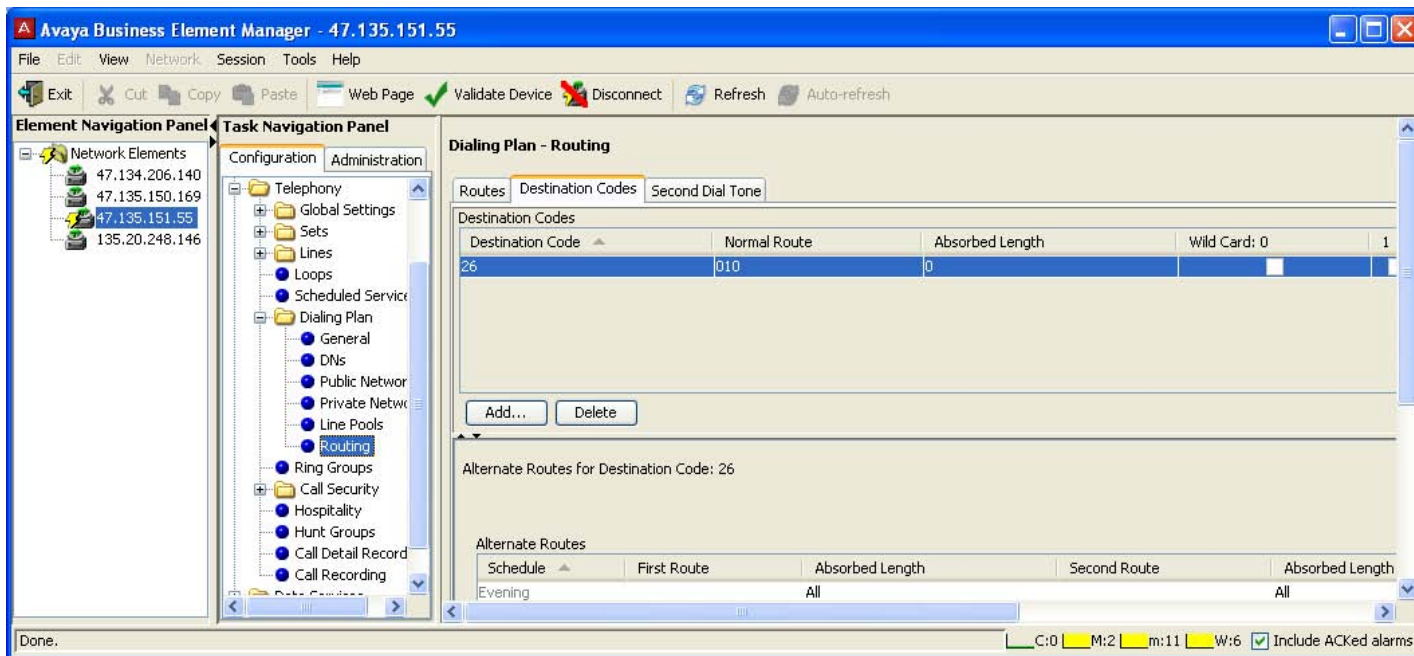 Avaya Business Element Manager - 47.135.151.55
File Edit View Network Session Tools Help
Exit Cut Copy Paste Web Page Validate Device Disconnect Refresh Auto-refresh
Element Navigation Panel
Network Elements
47.134.206.140
47.135.150.169
47.135.151.55
135.20.248.146
Task Navigation Panel
Configuration Administration
Telephony
Global Settings
Sets
Lines
Loops
Scheduled Service
Dialing Plan
General
DNs
Public Networ
Private Netwo
Line Pools
Routing
Ring Groups
Call Security
Hospitality
Hunt Groups
Call Detail Record
Call Recording
Data Services
Dialing Plan - Routing
Routes Destination Codes Second Dial Tone
Destination Codes
Destination Code Normal Route Absorbed Length Wild Card: 0 1
26 010 0
Add... Delete
Alternate Routes for Destination Code: 26
Alternate Routes
Schedule First Route Absorbed Length Second Route Absorbed Length
Evening All All
Done.
C:0 M:2 m:11 W:6 Include ACKed alarms